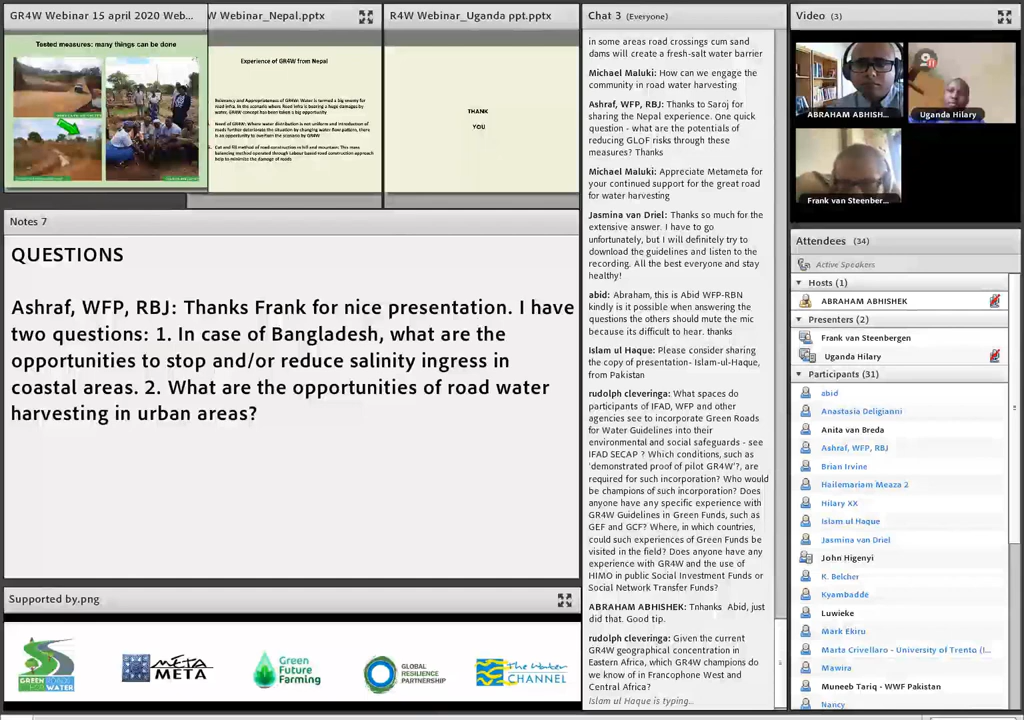 GR4W Webinar 15 april 2020 Web...
W Webinar_Nepal.pptx
R4W Webinar_Uganda ppt.pptx
Tested measures: many things can be done
Experience of GR4W from Nepal
THANK
YOU
Notes 7
QUESTIONS
Ashraf, WFP, RBJ: Thanks Frank for nice presentation. I have
two questions: 1. In case of Bangladesh, what are the
opportunities to stop and/or reduce salinity ingress in
coastal areas. 2. What are the opportunities of road water
harvesting in urban areas?
Supported by.png
GREEN ROADS
FOR WATER
META
META
Green
Future
Farming
GLOBAL
RESILIENCE
PARTNERSHIP
The Water
CHANNEL
Chat 3 (Everyone)
in some areas road crossings cum sand
dams will create a fresh-salt water barrier
Michael Maluki: How can we engage the
community in road water harvesting
Ashraf, WFP, RBJ: Thanks to Saroj for
sharing the Nepal experience. One quick
question - what are the potentials of
reducing GLOF risks through these
measures? Thanks
Michael Maluki: Appreciate Metameta for
your continued support for the great road
for water harvesting
Jasmina van Driel: Thanks so much for the
extensive answer. I have to go
unfortunately, but I will definitely try to
download the guidelines and listen to the
recording. All the best everyone and stay
healthy!
abid: Abraham, this is Abid WFP-RBN
kindly is it possible when answering the
questions the others should mute the mic
because its difficult to hear. thanks
Islam ul Haque: Please consider sharing
the copy of presentation- Islam-ul-Haque,
from Pakistan
rudolph cleveringa: What spaces do
participants of IFAD, WFP and other
agencies see to incorporate Green Roads
for Water Guidelines into their
environmental and social safeguards - see
IFAD SECAP ? Which conditions, such as
'demonstrated proof of pilot GR4W'?, are
required for such incorporation? Who would
be champions of such incorporation? Does
anyone have any specific experience with
GR4W Guidelines in Green Funds, such as
GEF and GCF? Where, in which countries,
could such experiences of Green Funds be
visited in the field? Does anyone have any
experience with GR4W and the use of
HIMO in public Social Investment Funds or
Social Network Transfer Funds?
ABRAHAM ABHISHEK: Tnhanks Abid, just
did that. Good tip.
rudolph cleveringa: Given the current
GR4W geographical concentration in
Eastern Africa, which GR4W champions do
we know of in Francophone West and
Central Africa?
Islam ul Haque is typing...
Video (3)
ABRAHAM ABHISH...
Uganda Hilary
Frank van Steenber...
Attendees (34)
Active Speakers
Hosts (1)
ABRAHAM ABHISHEK
Presenters (2)
Frank van Steenbergen
Uganda Hilary
Participants (31)
abid
Anastasia Deligianni
Anita van Breda
Ashraf, WFP, RBJ
Brian Irvine
Hailemariam Meaza 2
Hilary XX
Islam ul Haque
Jasmina van Driel
John Higenyi
K. Belcher
Kyambadde
Luwieke
Mark Ekiru
Marta Crivellaro - University of Trento (I...
Mawira
Muneeb Tariq - WWF Pakistan
Nancy